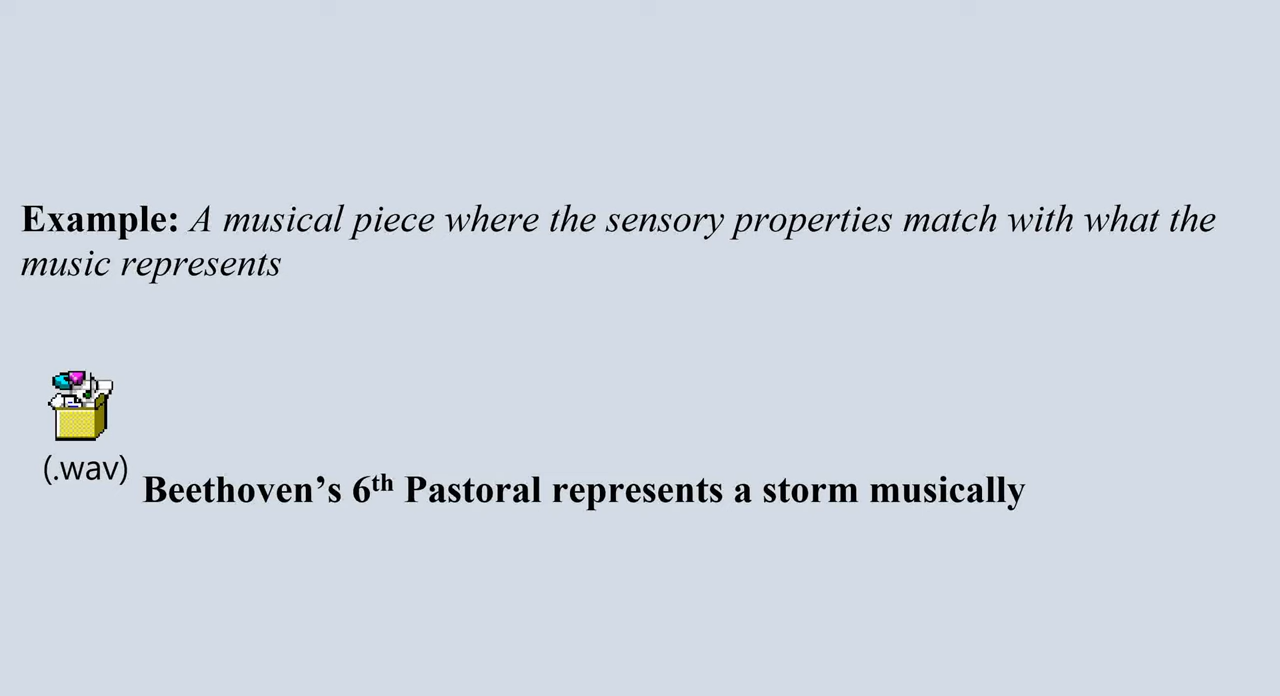 Example: A musical piece where the sensory properties match with what the
music represents
(.wav)
Beethoven’s 6th Pastoral represents a storm musically